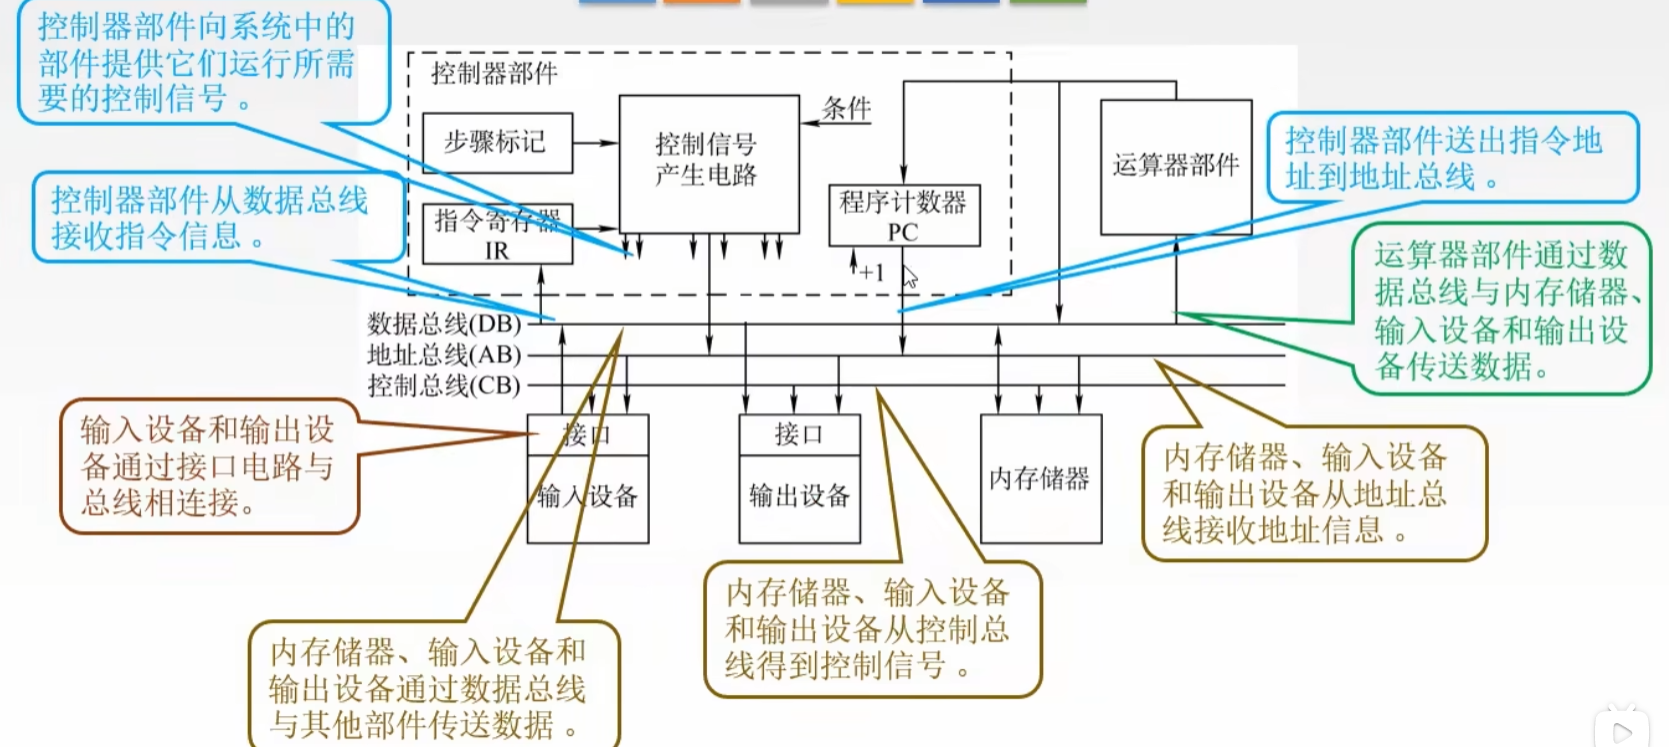 控制器部件向系统中的
部件提供它们运行所需
要的控制信号 。
控制器部件从数据总线
接收指令信息 。
控制器部件
步骤标记
指令寄存器
IR
控制信号
产生电路
条件
程序计数器
PC
+1
运算器部件
控制器部件送出指令地
址到地址总线 。
运算器部件通过数
据总线与内存储器、
输入设备和输出设
备传送数据。
数据总线(DB)
地址总线(AB)
控制总线(CB)
输入设备和输出设
备通过接口电路与
总线相连接。
接口
输入设备
接口
输出设备
内存储器
内存储器、输入设备
和输出设备从地址总
线接收地址信息 。
内存储器、输入设备
和输出设备从控制总
线得到控制信号 。
内存储器、输入设备和
输出设备通过数据总线
与其他部件传送数据 。